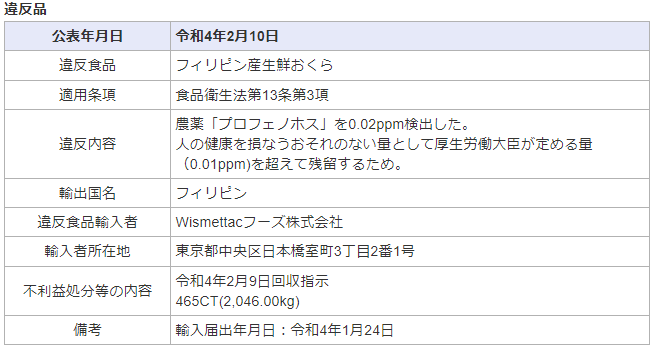 違反品
公表年月日 令和4年2月10日
違反食品 フィリピン産生鮮おくら
適用条項 食品衛生法第13条第3項
違反内容 農薬「プロフェノホス」を0.02ppm検出した。
人の健康を損なうおそれのない量として厚生労働大臣が定める量
（0.01ppm)を超えて残留するため。
輸出国名 フィリピン
違反食品輸入者 Wismettacフーズ株式会社
輸入者所在地 東京都中央区日本橋室町3丁目2番1号
不利益処分等の内容 令和4年2月9日回収指示
465CT(2,046.00kg)
備考 輸入届出年月日：令和4年1月24日